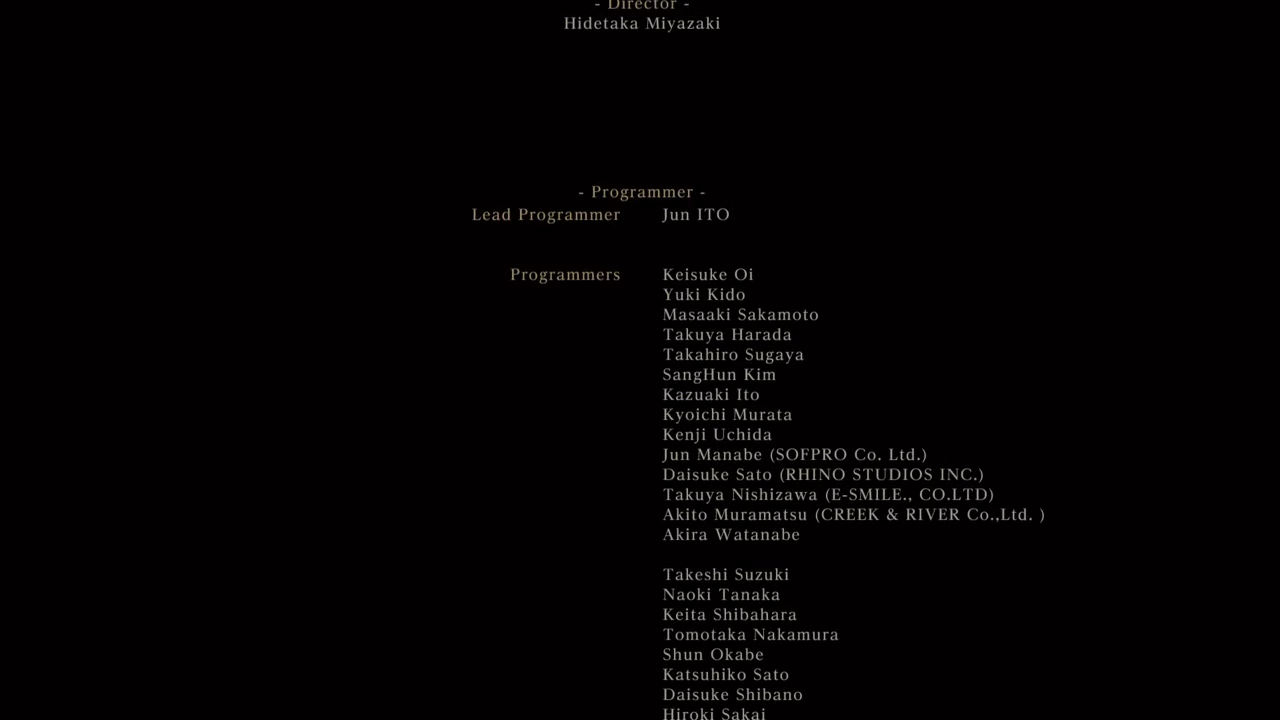 - Director -
Hidetaka Miyazaki
- Programmer -
Lead Programmer Jun ITO
Programmers Keisuke Oi
Yuki Kido
Masaaki Sakamoto
Takuya Harada
Takahiro Sugaya
SangHun Kim
Kazuaki Ito
Kyoichi Murata
Kenji Uchida
Jun Manabe (SOFPRO Co. Ltd.)
Daisuke Sato (RHINO STUDIOS INC.)
Takuya Nishizawa (E-SMILE., CO.LTD)
Akito Muramatsu (CREEK & RIVER Co.,Ltd. )
Akira Watanabe
Takeshi Suzuki
Naoki Tanaka
Keita Shibahara
Tomotaka Nakamura
Shun Okabe
Katsuhiko Sato
Daisuke Shibano
Hiroki Sakai